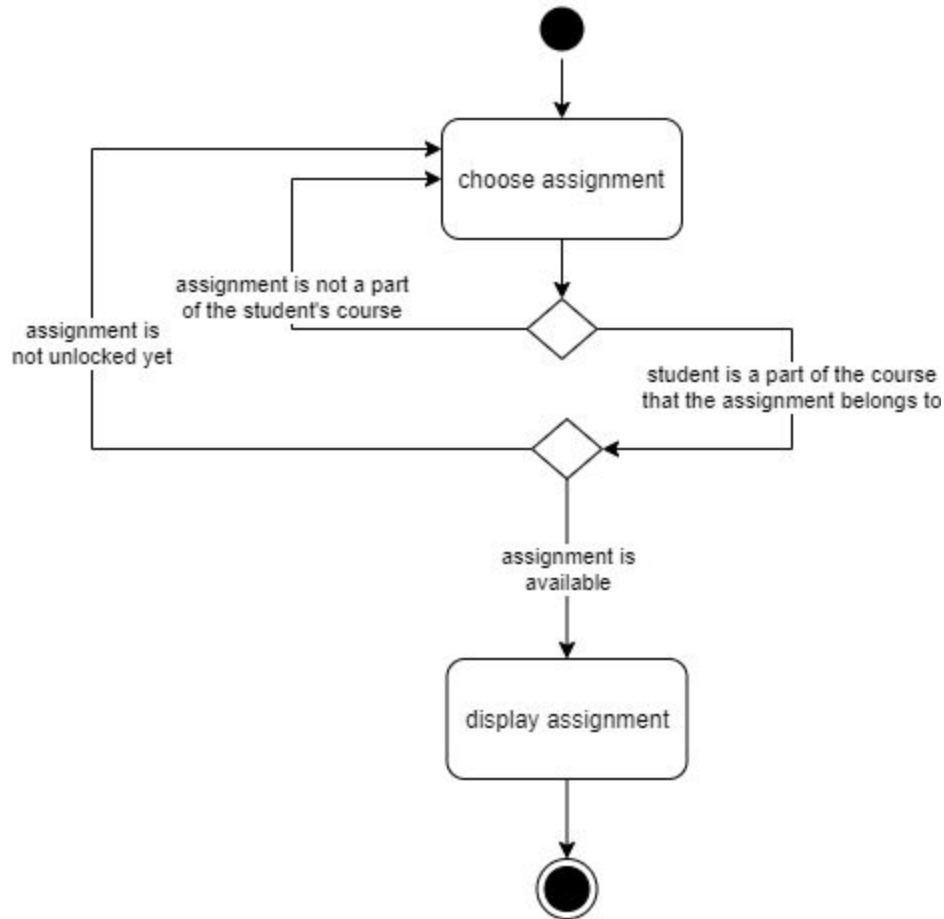 choose assignment
assignment is not a part
of the student's course
assignment is
not unlocked yet
student is a part of the course
that the assignment belongs to
assignment is
available
display assignment